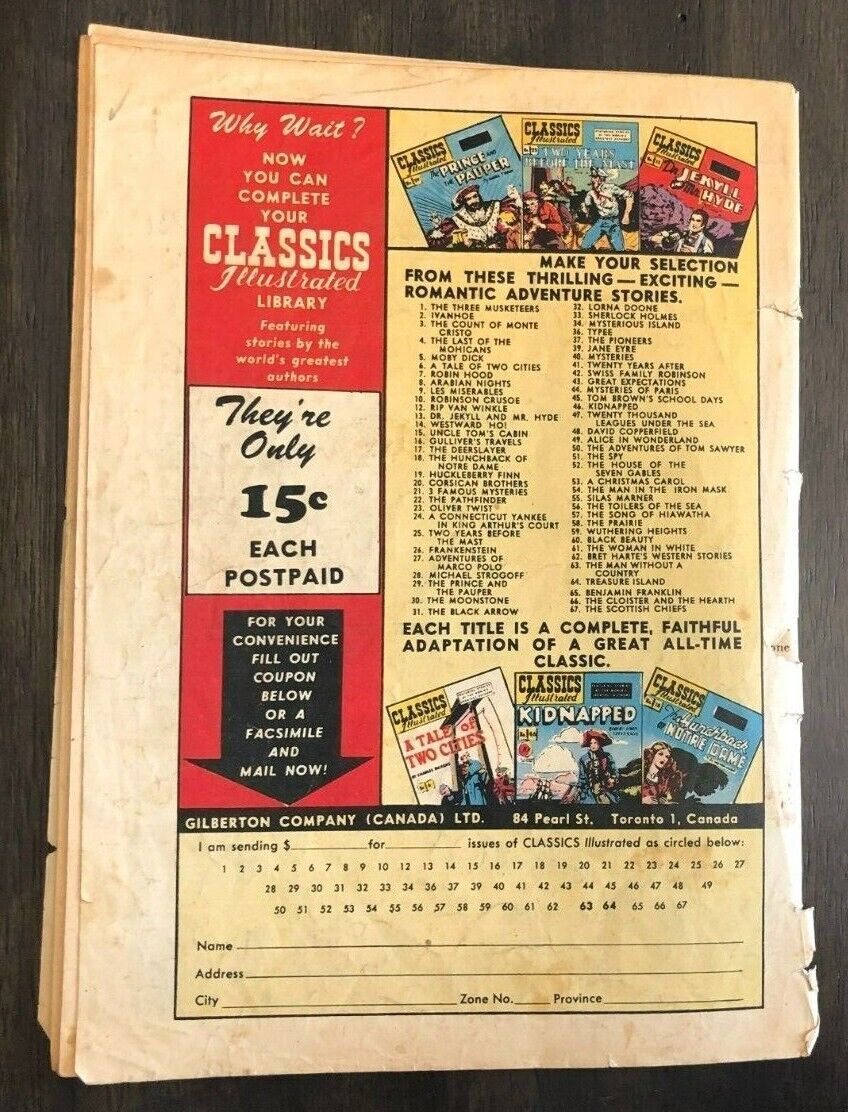 Why Wait?
NOW
YOU CAN
COMPLETE
YOUR
CLASSICS
Illustrated
LIBRARY
Featuring
stories by the
world's greatest
authors
They're
Only
15c
EACH
POSTPAID
FOR YOUR
CONVENIENCE
FILL OUT
COUPON
BELOW
OR A
FACSIMILE
AND
MAIL NOW!
CLASSICS
Illustrated
The PRINCE AND
THE PAUPER
CLASSICS
Illustrated
TWO YEARS
BEFORE THE MAST
CLASSICS
Illustrated
Dr. JEKYLL
and Mr. HYDE
MAKE YOUR SELECTION
FROM THESE THRILLING — EXCITING —
ROMANTIC ADVENTURE STORIES.
1. THE THREE MUSKETEERS
2. IVANHOE
3. THE COUNT OF MONTE
CRISTO
4. THE LAST OF THE
MOHICANS
5. MOBY DICK
6. A TALE OF TWO CITIES
7. ROBIN HOOD
8. ARABIAN NIGHTS
9. LES MISERABLES
10. ROBINSON CRUSOE
12. RIP VAN WINKLE
13. DR. JEKYLL AND MR. HYDE
14. WESTWARD HO!
15. UNCLE TOM'S CABIN
16. GULLIVER'S TRAVELS
17. THE DEERSLAYER
18. THE HUNCHBACK OF
NOTRE DAME
19. HUCKLEBERRY FINN
20. CORSICAN BROTHERS
21. 3 FAMOUS MYSTERIES
22. THE PATHFINDER
23. OLIVER TWIST
24. A CONNECTICUT YANKEE
IN KING ARTHUR'S COURT
25. TWO YEARS BEFORE
THE MAST
26. FRANKENSTEIN
27. ADVENTURES OF
MARCO POLO
28. MICHAEL STROGOFF
29. THE PRINCE AND
THE PAUPER
30. THE MOONSTONE
31. THE BLACK ARROW
32. LORNA DOONE
33. SHERLOCK HOLMES
34. MYSTERIOUS ISLAND
36. TYPEE
37. THE PIONEERS
39. JANE EYRE
40. MYSTERIES
41. TWENTY YEARS AFTER
42. SWISS FAMILY ROBINSON
43. GREAT EXPECTATIONS
44. MYSTERIES OF PARIS
45. TOM BROWN'S SCHOOL DAYS
46. KIDNAPPED
47. TWENTY THOUSAND
LEAGUES UNDER THE SEA
48. DAVID COPPERFIELD
49. ALICE IN WONDERLAND
50. THE ADVENTURES OF TOM SAWYER
51. THE SPY
52. THE HOUSE OF THE
SEVEN GABLES
53. A CHRISTMAS CAROL
54. THE MAN IN THE IRON MASK
55. SILAS MARNER
56. THE TOILERS OF THE SEA
57. THE SONG OF HIAWATHA
58. THE PRAIRIE
59. WUTHERING HEIGHTS
60. BLACK BEAUTY
61. THE WOMAN IN WHITE
62. BRET HARTE'S WESTERN STORIES
63. THE MAN WITHOUT A
COUNTRY
64. TREASURE ISLAND
65. BENJAMIN FRANKLIN
66. THE CLOISTER AND THE HEARTH
67. THE SCOTTISH CHIEFS
EACH TITLE IS A COMPLETE, FAITHFUL
ADAPTATION OF A GREAT ALL-TIME
CLASSIC.
one
CLASSICS
Illustrated
A TALE OF
TWO CITIES
BY CHARLES DICKENS
CLASSICS
Illustrated
KIDNAPPED
CLASSICS
Illustrated
The Hunchback
of NOTRE DAME
GILBERTON COMPANY (CANADA) LTD. 84 Pearl St. Toronto 1, Canada
I am sending $ for issues of CLASSICS Illustrated as circled below:
1 2 3 4 5 6 7 8 9 10 12 13 14 15 16 17 18 19 20 21 22 23 24 25 26 27
28 29 30 31 32 33 34 36 37 39 40 41 42 43 44 45 46 47 48 49
50 51 52 53 54 55 56 57 58 59 60 61 62 63 64 65 66 67
Name
Address
City Zone No. Province